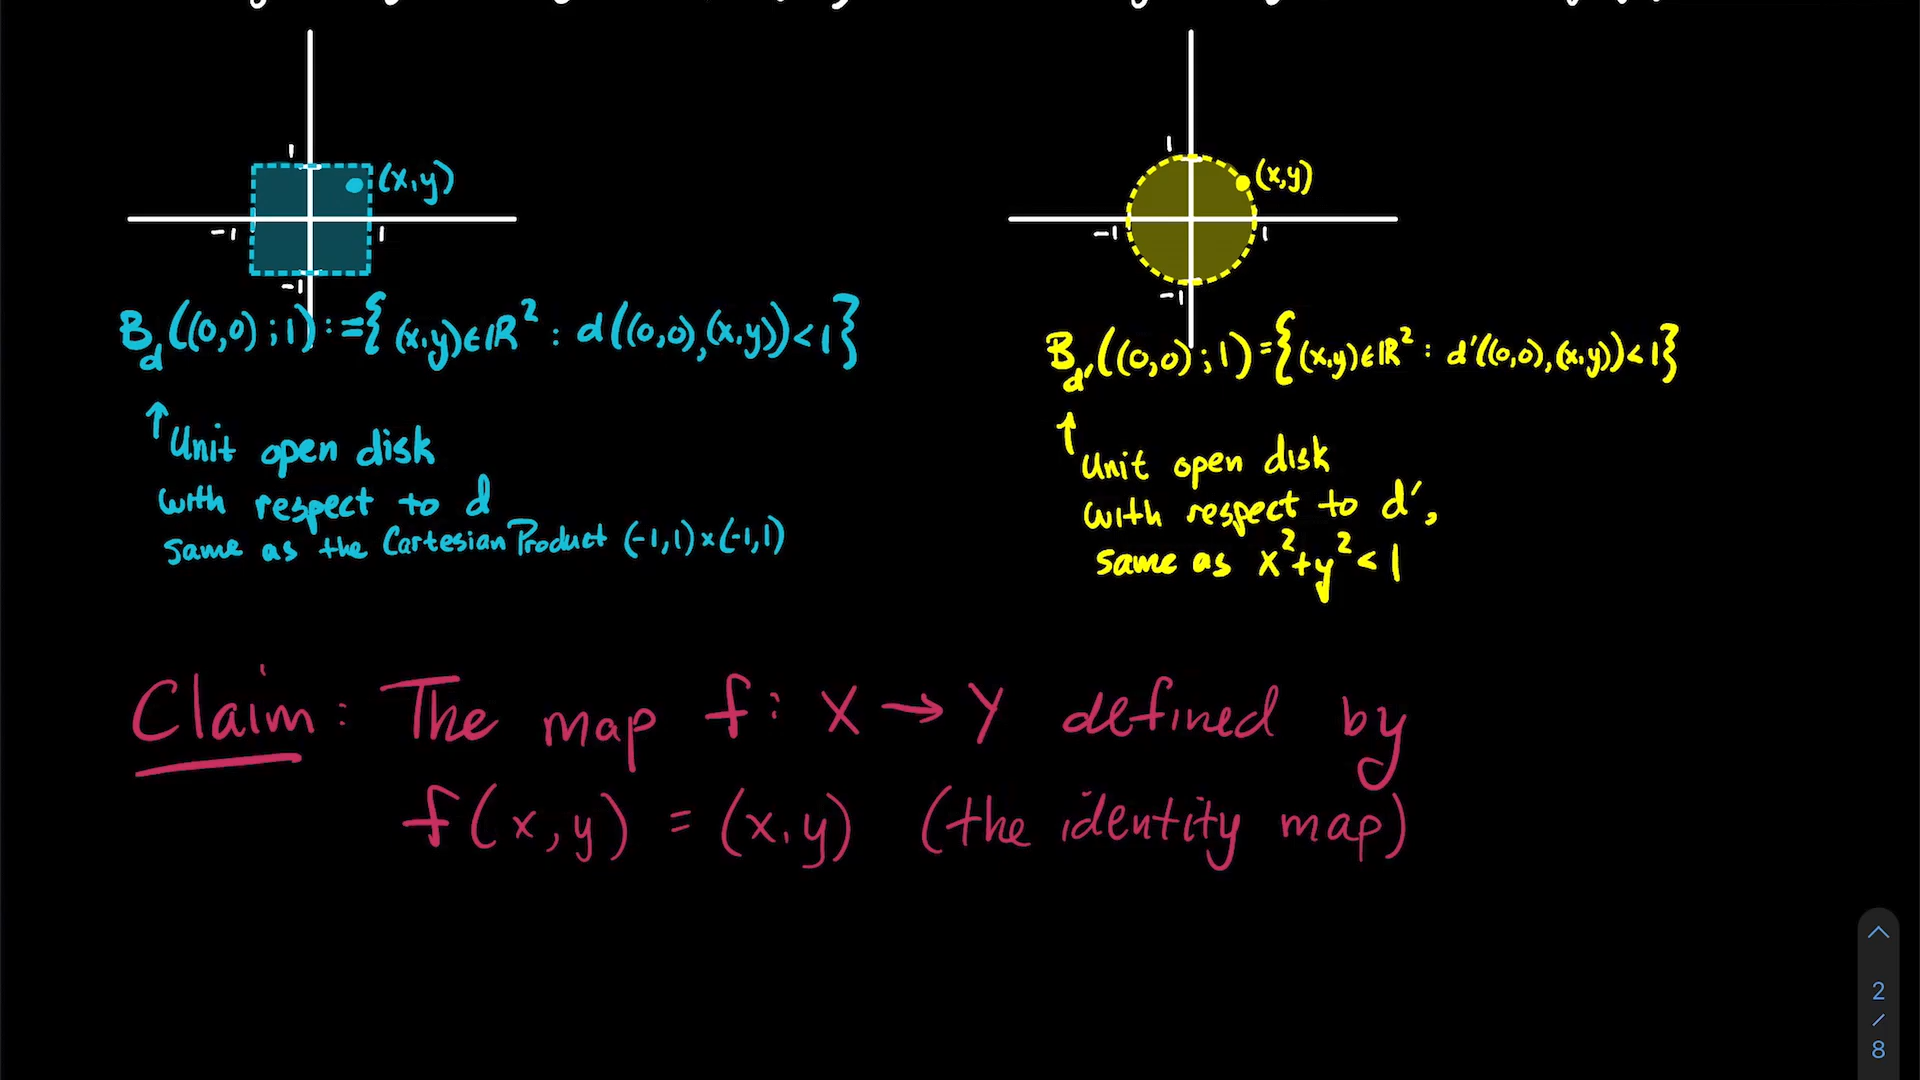 1
(x,y)
-1
1
-1
B_d((0,0);1) := {(x,y)∈ℝ² : d((0,0),(x,y))<1}
↑ Unit open disk
with respect to d
same as the Cartesian Product (-1,1)×(-1,1)
1
(x,y)
-1
1
-1
B_d'((0,0);1) = {(x,y)∈ℝ² : d'((0,0),(x,y))<1}
↑ Unit open disk
with respect to d',
same as x²+y² < 1
Claim: The map f: X → Y defined by
f(x,y) = (x,y) (the identity map)
2
/
8